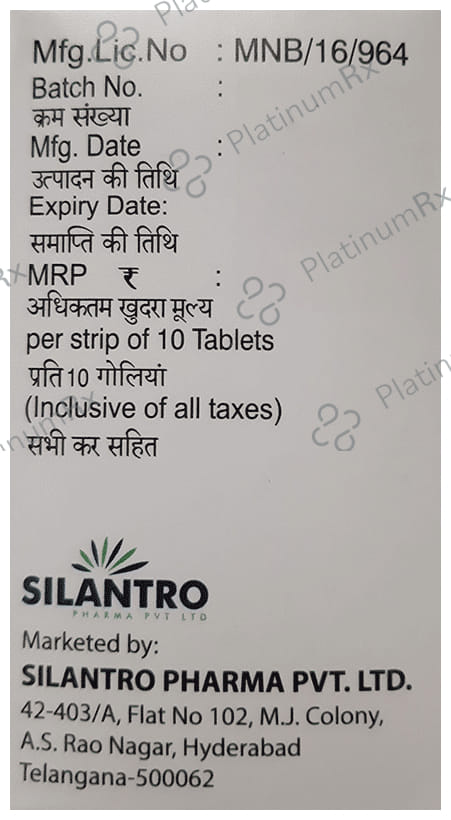 Mfg.Lic.No : MNB/16/964
Batch No. :
क्रम संख्या
Mfg. Date :
उत्पादन की तिथि
Expiry Date:
समाप्ति की तिथि
MRP ₹ :
अधिकतम खुदरा मूल्य
per strip of 10 Tablets
प्रति 10 गोलियां
(Inclusive of all taxes)
सभी कर सहित
SILANTRO
PHARMA PVT LTD
Marketed by:
SILANTRO PHARMA PVT. LTD.
42-403/A, Flat No 102, M.J. Colony,
A.S. Rao Nagar, Hyderabad
Telangana-500062
PlatinumRx
PlatinumRx